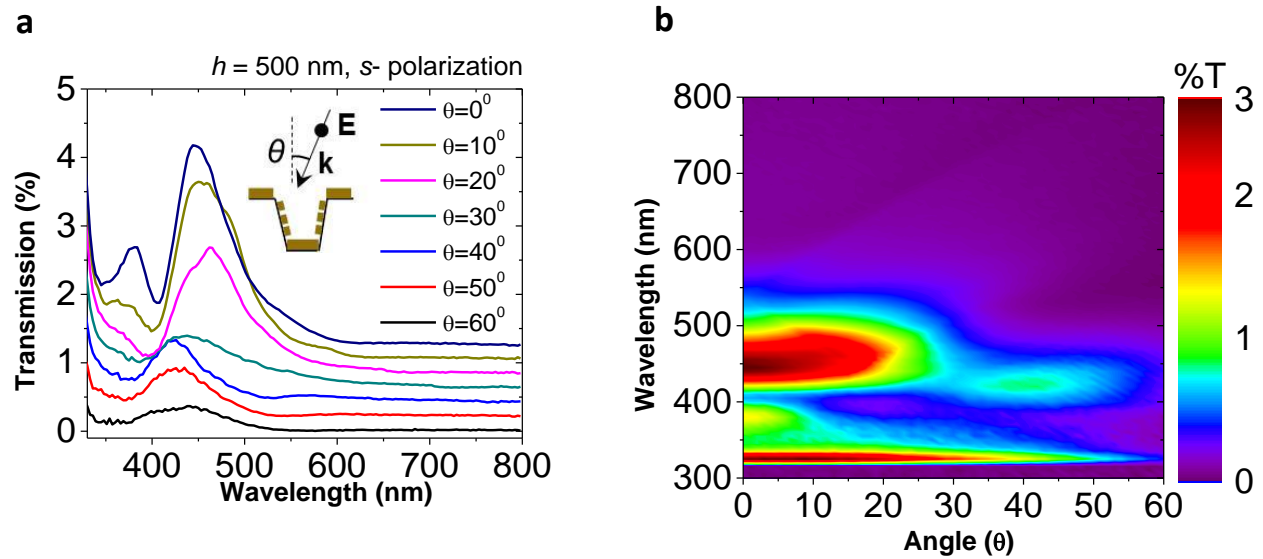 a
h = 500 nm, s- polarization
Transmission (%)
5
4
3
2
1
0
θ=0⁰
θ=10⁰
θ=20⁰
θ=30⁰
θ=40⁰
θ=50⁰
θ=60⁰
θ
E
k
400 500 600 700 800
Wavelength (nm)
b
Wavelength (nm)
800
700
600
500
400
300
0 10 20 30 40 50 60
Angle (θ)
%T
3
2
1
0